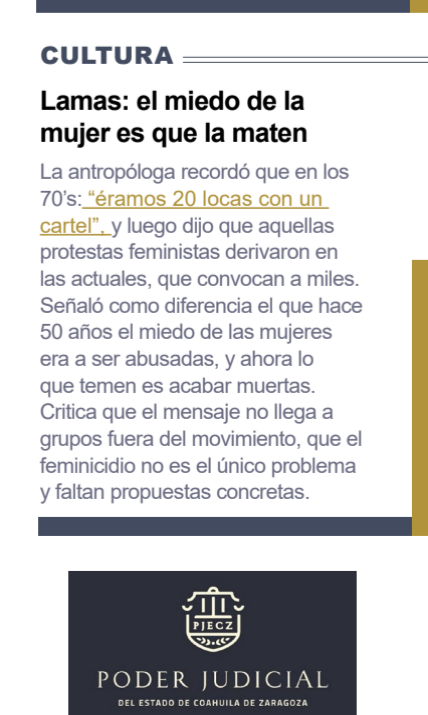 CULTURA
Lamas: el miedo de la
mujer es que la maten
La antropóloga recordó que en los
70’s: “éramos 20 locas con un
cartel”, y luego dijo que aquellas
protestas feministas derivaron en
las actuales, que convocan a miles.
Señaló como diferencia el que hace
50 años el miedo de las mujeres
era a ser abusadas, y ahora lo
que temen es acabar muertas.
Critica que el mensaje no llega a
grupos fuera del movimiento, que el
feminicidio no es el único problema
y faltan propuestas concretas.
PJECZ
PODER JUDICIAL
DEL ESTADO DE COAHUILA DE ZARAGOZA